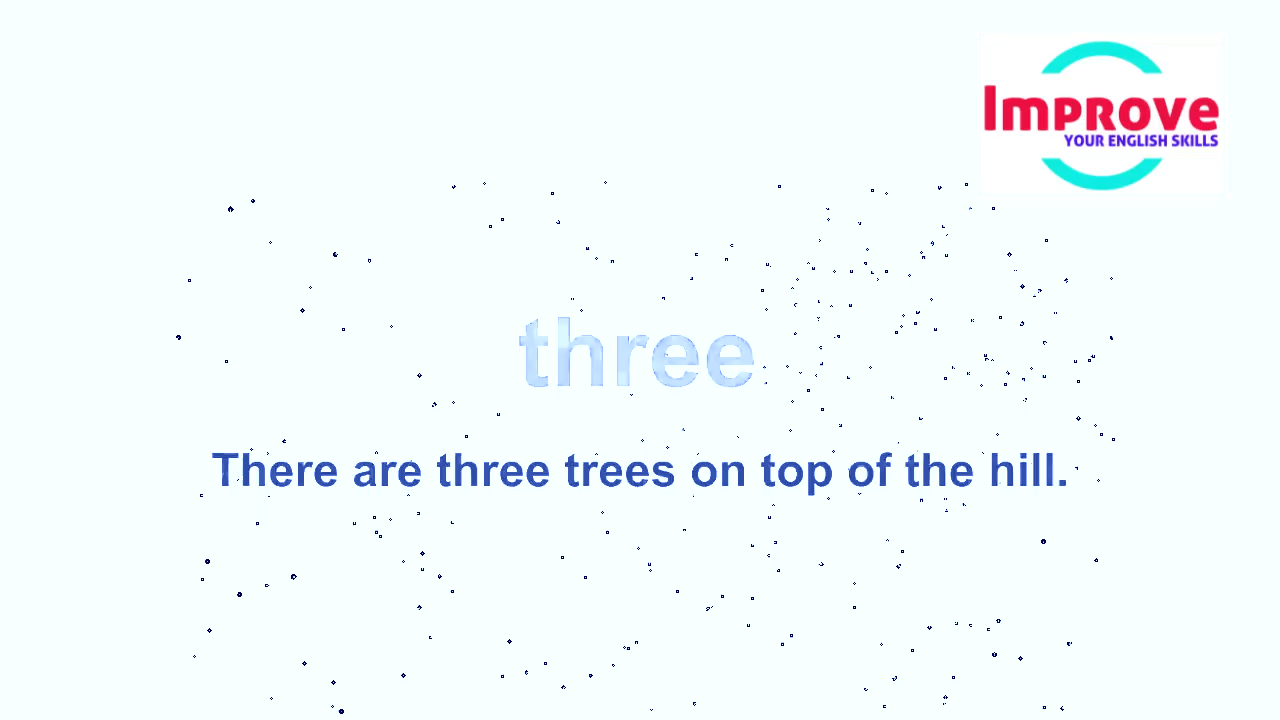 Improve
YOUR ENGLISH SKILLS
three
There are three trees on top of the hill.